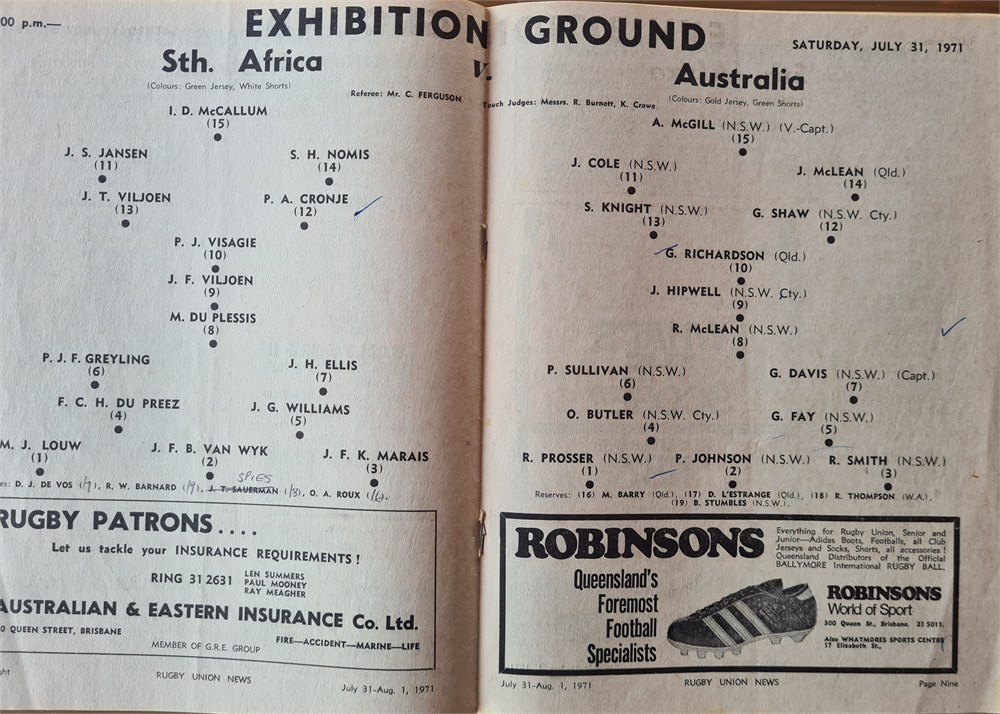 00 p.m.—
EXHIBITION GROUND
SATURDAY, JULY 31, 1971
Sth. Africa
V.
Australia
(Colours: Green Jersey, White Shorts)
Referee: Mr. C. FERGUSON
Touch Judges: Messrs. R. Burnett, K. Crowe
(Colours: Gold Jersey, Green Shorts)
I. D. McCALLUM
(15)
J. S. JANSEN
(11)
S. H. NOMIS
(14)
J. T. VILJOEN
(13)
P. A. CRONJE
(12)
P. J. VISAGIE
(10)
J. F. VILJOEN
(9)
M. DU PLESSIS
(8)
P. J. F. GREYLING
(6)
J. H. ELLIS
(7)
F. C. H. DU PREEZ
(4)
J. G. WILLIAMS
(5)
M. J. LOUW
(1)
J. F. B. VAN WYK
(2)
J. F. K. MARAIS
(3)
SPIES
es: D. J. DE VOS R. W. BARNARD J. T. SAUERMAN O. A. ROUX
A. McGILL (N.S.W.) (V.-Capt.)
(15)
J. COLE (N.S.W.)
(11)
J. McLEAN (Qld.)
(14)
S. KNIGHT (N.S.W.)
(13)
G. SHAW (N.S.W. Cty.)
(12)
G. RICHARDSON (Qld.)
(10)
J. HIPWELL (N.S.W. Cty.)
(9)
R. McLEAN (N.S.W.)
(8)
P. SULLIVAN (N.S.W.)
(6)
G. DAVIS (N.S.W.) (Capt.)
(7)
O. BUTLER (N.S.W. Cty.)
(4)
G. FAY (N.S.W.)
(5)
R. PROSSER (N.S.W.)
(1)
P. JOHNSON (N.S.W.)
(2)
R. SMITH (N.S.W.)
(3)
Reserves: (16) M. BARRY (Qld.), (17) D. L'ESTRANGE (Qld.), (18) R. THOMPSON (W.A.),
(19) B. STUMBLES (N.S.W.).
RUGBY PATRONS....
Let us tackle your INSURANCE REQUIREMENTS!
RING 31 2631
LEN SUMMERS
PAUL MOONEY
RAY MEAGHER
AUSTRALIAN & EASTERN INSURANCE Co. Ltd.
0 QUEEN STREET, BRISBANE
FIRE—ACCIDENT—MARINE—LIFE
MEMBER OF G.R.E. GROUP
ght
RUGBY UNION NEWS
July 31-Aug. 1, 1971
ROBINSONS
Queensland's
Foremost
Football
Specialists
Everything for Rugby Union, Senior and
Junior—Adidas Boots, Footballs, all Club
Jerseys and Socks, Shorts, all accessories!
Queensland Distributors of the Official
BALLYMORE International RUGBY BALL.
ROBINSONS
World of Sport
300 Queen St., Brisbane. 21 5011.
Also WHATMORES SPORTS CENTRE
57 Elizabeth St.,
July 31-Aug. 1, 1971
RUGBY UNION NEWS
Page Nine